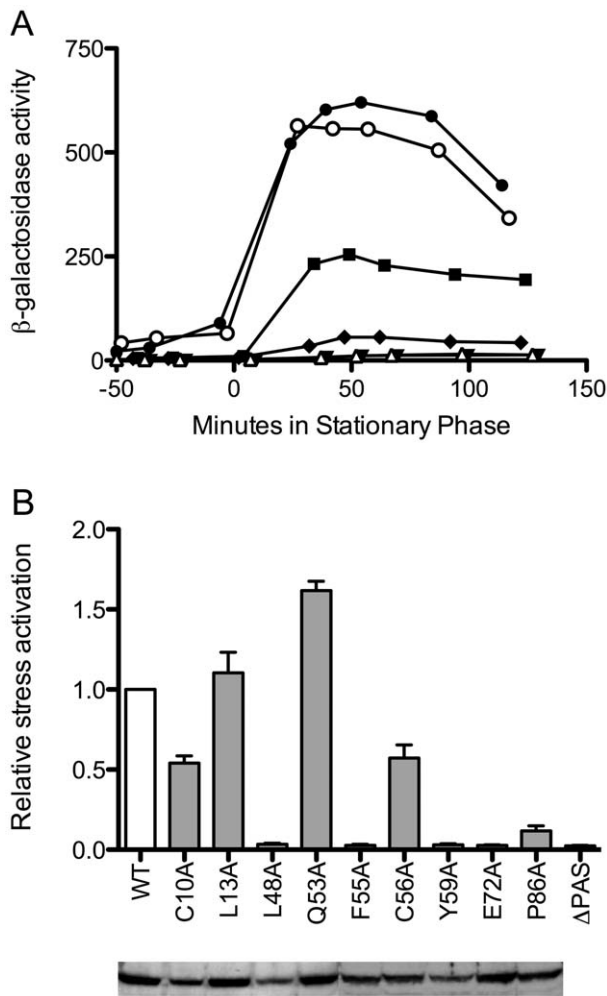 A
β-galactosidase activity
750
500
250
0
-50
0
50
100
150
Minutes in Stationary Phase
B
Relative stress activation
2.0
1.5
1.0
0.5
0.0
WT
C10A
L13A
L48A
Q53A
F55A
C56A
Y59A
E72A
P86A
ΔPAS